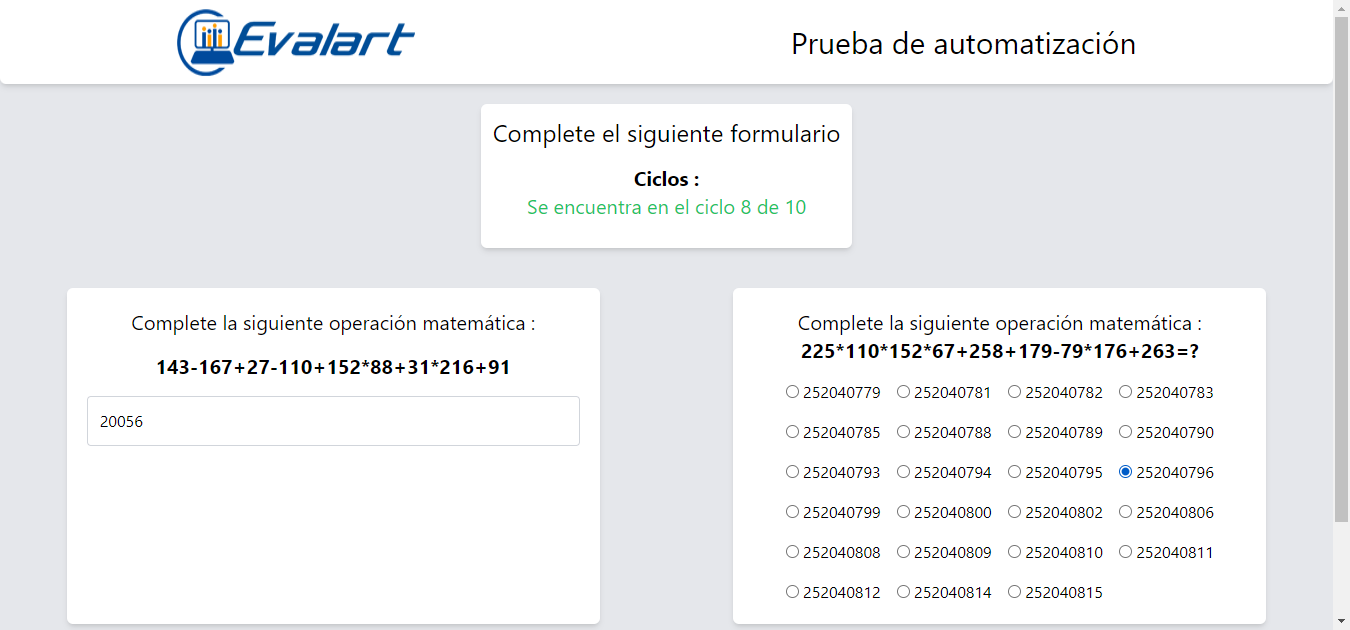 Evalart
Prueba de automatización
Complete el siguiente formulario
Ciclos :
Se encuentra en el ciclo 8 de 10
Complete la siguiente operación matemática :
143-167+27-110+152*88+31*216+91
20056
Complete la siguiente operación matemática :
225*110*152*67+258+179-79*176+263=?
252040779 252040781 252040782 252040783
252040785 252040788 252040789 252040790
252040793 252040794 252040795 252040796
252040799 252040800 252040802 252040806
252040808 252040809 252040810 252040811
252040812 252040814 252040815